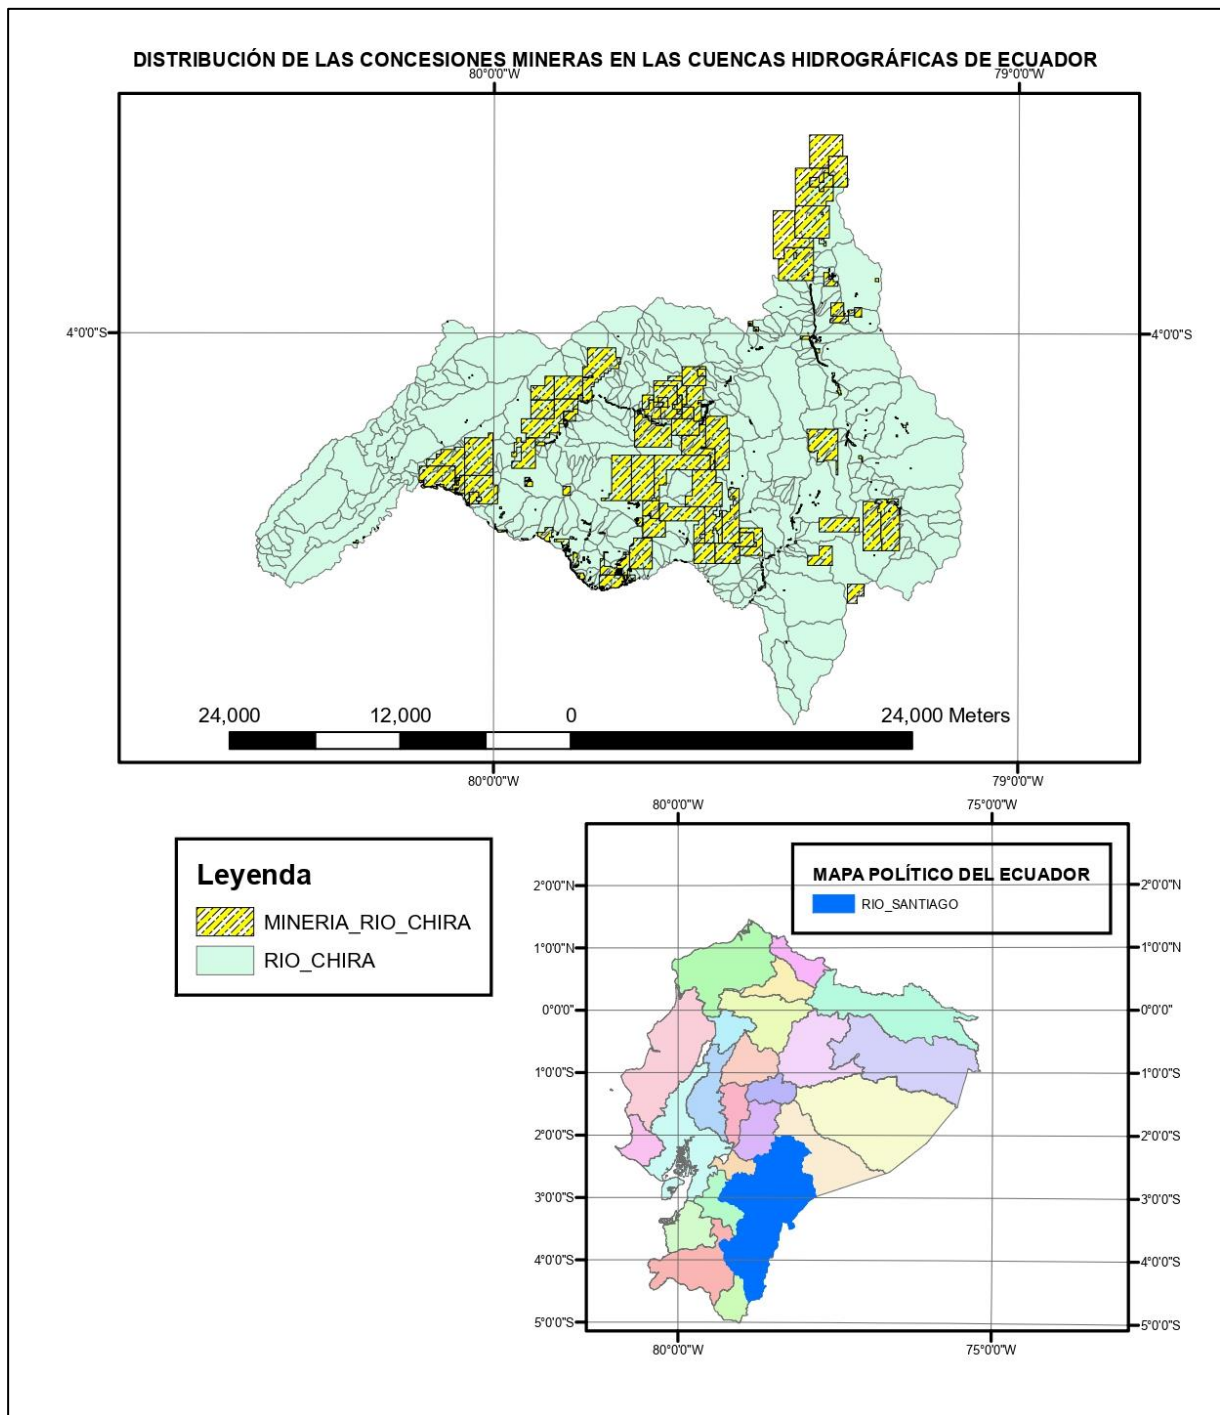 DISTRIBUCIÓN DE LAS CONCESIONES MINERAS EN LAS CUENCAS HIDROGRÁFICAS DE ECUADOR
80°0'0"W 79°0'0"W
4°0'0"S 4°0'0"S
24,000 12,000 0 24,000 Meters
80°0'0"W 79°0'0"W
Leyenda
MINERIA_RIO_CHIRA
RIO_CHIRA
80°0'0"W 75°0'0"W
MAPA POLÍTICO DEL ECUADOR
RIO_SANTIAGO
2°0'0"N 2°0'0"N
1°0'0"N 1°0'0"N
0°0'0" 0°0'0"
1°0'0"S 1°0'0"S
2°0'0"S 2°0'0"S
3°0'0"S 3°0'0"S
4°0'0"S 4°0'0"S
5°0'0"S 5°0'0"S
80°0'0"W 75°0'0"W